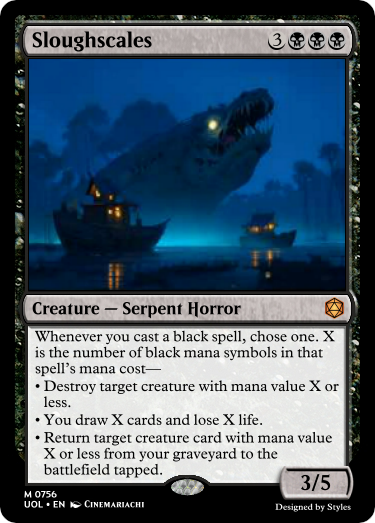 Sloughscales 3
Creature — Serpent Horror
Whenever you cast a black spell, chose one. X
is the number of black mana symbols in that
spell's mana cost—
• Destroy target creature with mana value X or
less.
• You draw X cards and lose X life.
• Return target creature card with mana value
X or less from your graveyard to the
battlefield tapped.
3/5
M 0756
UOL • EN Cinemariachi
Designed by Styles